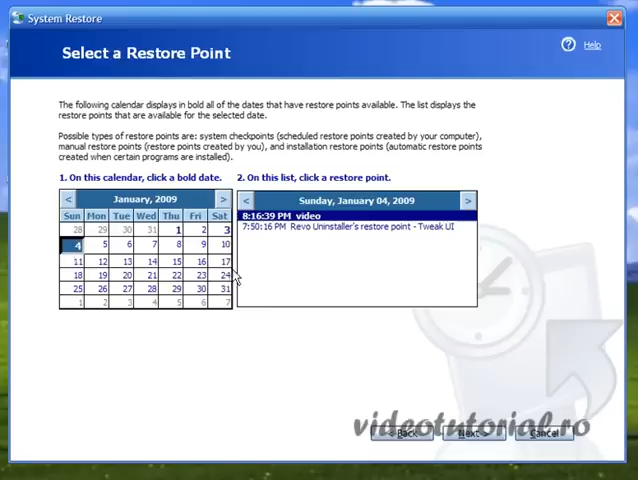 System Restore
Select a Restore Point
Help
The following calendar displays in bold all of the dates that have restore points available. The list displays the
restore points that are available for the selected date.
Possible types of restore points are: system checkpoints (scheduled restore points created by your computer),
manual restore points (restore points created by you), and installation restore points (automatic restore points
created when certain programs are installed).
1. On this calendar, click a bold date.
2. On this list, click a restore point.
< January, 2009 >
Sun Mon Tue Wed Thu Fri Sat
28 29 30 31 1 2 3
4 5 6 7 8 9 10
11 12 13 14 15 16 17
18 19 20 21 22 23 24
25 26 27 28 29 30 31
1 2 3 4 5 6 7
< Sunday, January 04, 2009 >
8:16:39 PM video
7:50:16 PM Revo Uninstaller's restore point - Tweak UI
videotutorial.ro
< Back
Next >
Cancel